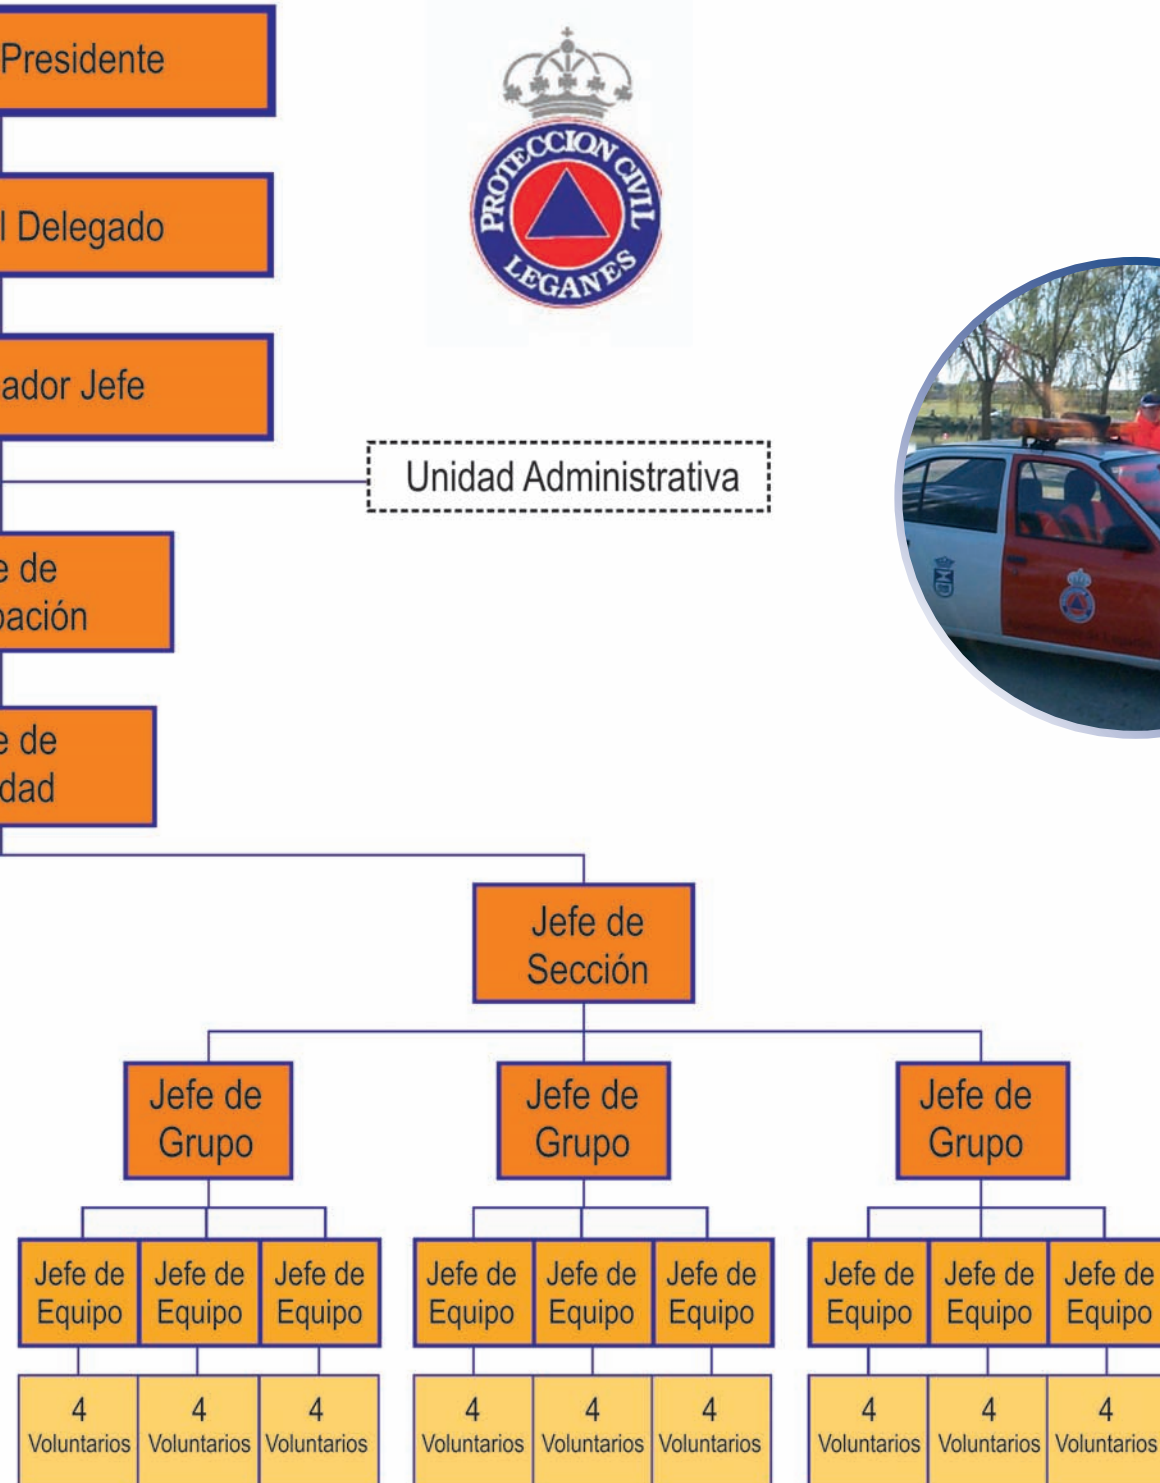 Presidente
PROTECCION CIVIL
LEGANES
l Delegado
ador Jefe
Unidad Administrativa
e de
pación
e de
dad
Jefe de
Sección
Jefe de
Grupo
Jefe de
Grupo
Jefe de
Grupo
Jefe de
Equipo
Jefe de
Equipo
Jefe de
Equipo
Jefe de
Equipo
Jefe de
Equipo
Jefe de
Equipo
Jefe de
Equipo
Jefe de
Equipo
Jefe de
Equipo
4
Voluntarios
4
Voluntarios
4
Voluntarios
4
Voluntarios
4
Voluntarios
4
Voluntarios
4
Voluntarios
4
Voluntarios
4
Voluntarios